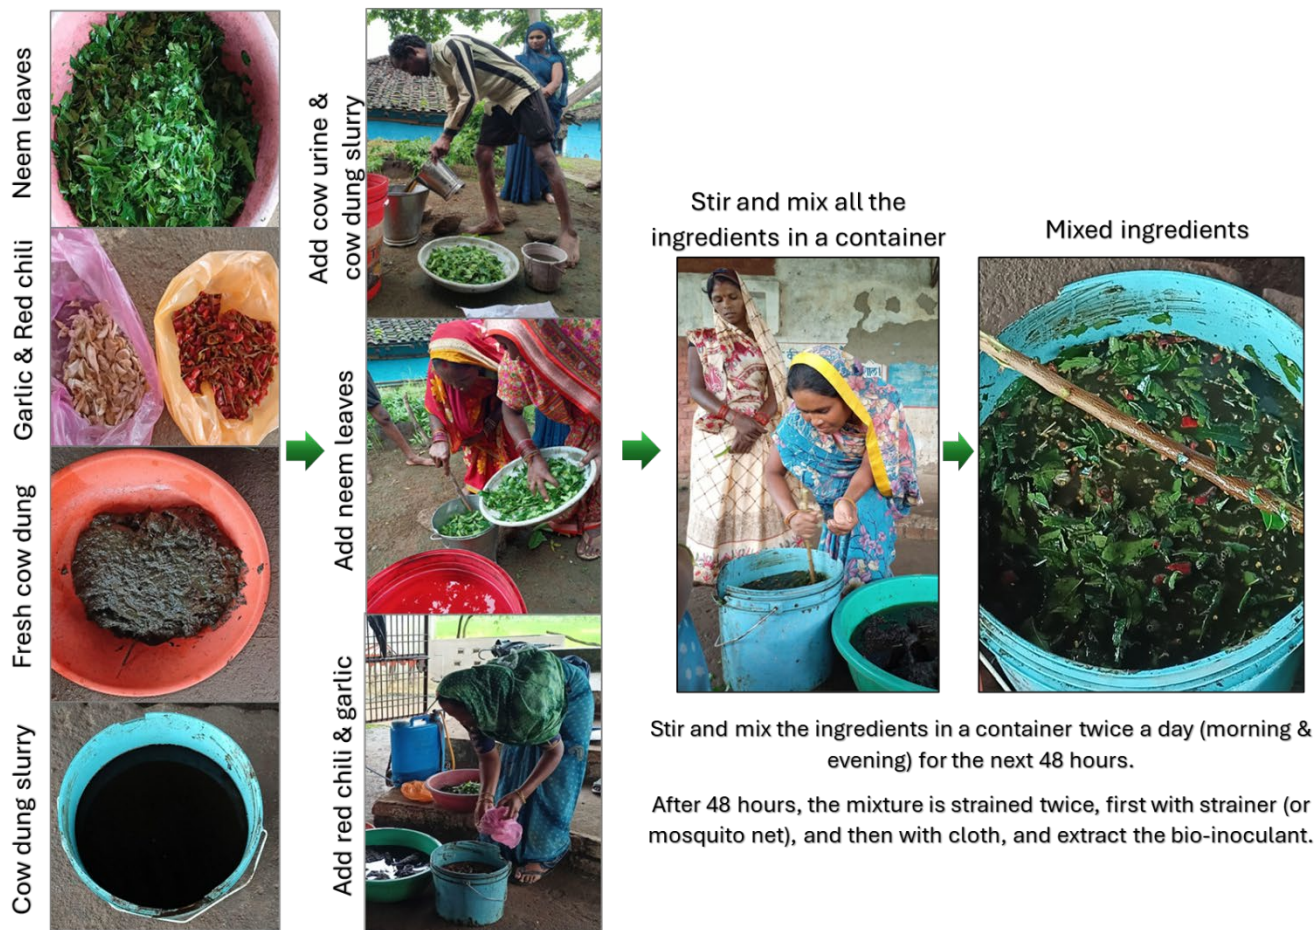 Neem leaves
Garlic & Red chili
Fresh cow dung
Cow dung slurry
Add cow urine &
cow dung slurry
Add neem leaves
Add red chili & garlic
Stir and mix all the
ingredients in a container
Mixed ingredients
Stir and mix the ingredients in a container twice a day (morning &
evening) for the next 48 hours.
After 48 hours, the mixture is strained twice, first with strainer (or
mosquito net), and then with cloth, and extract the bio-inoculant.